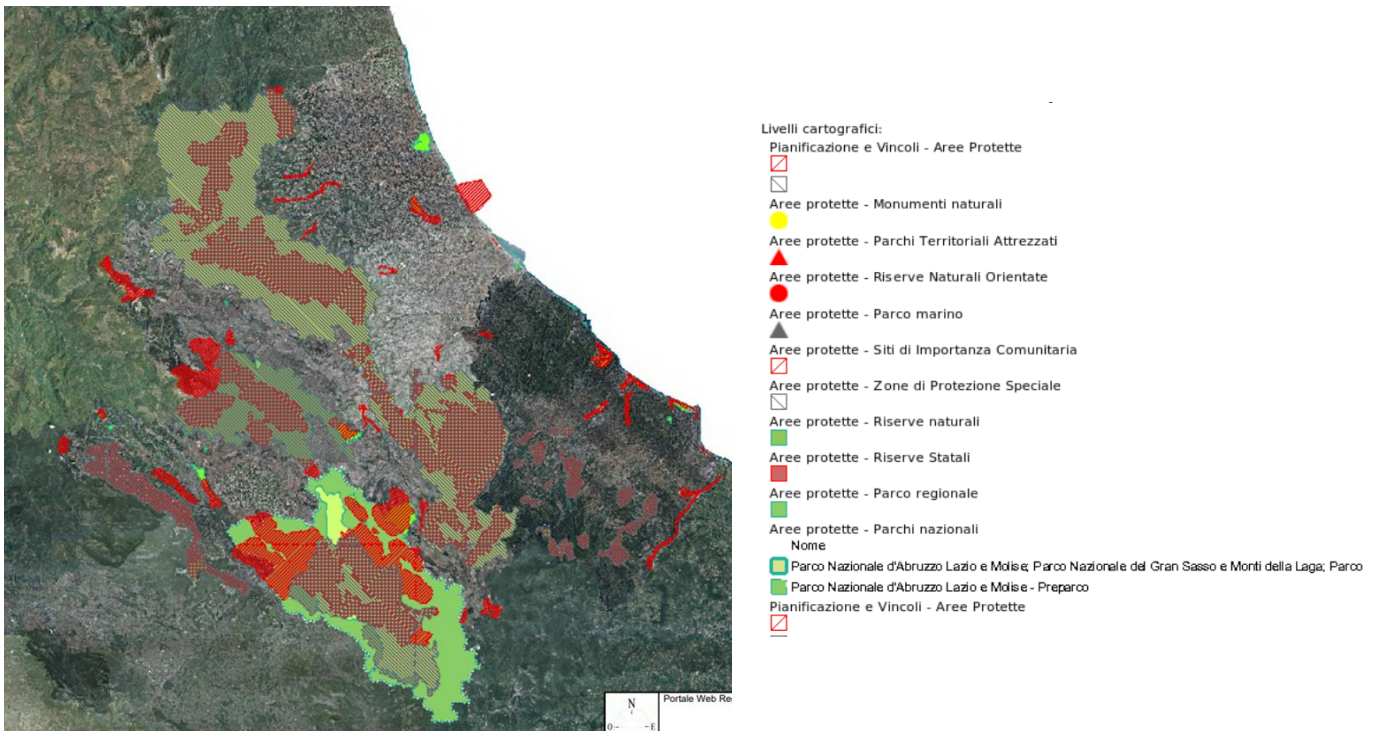 Livelli cartografici:
Pianificazione e Vincoli - Aree Protette
Aree protette - Monumenti naturali
Aree protette - Parchi Territoriali Attrezzati
Aree protette - Riserve Naturali Orientate
Aree protette - Parco marino
Aree protette - Siti di Importanza Comunitaria
Aree protette - Zone di Protezione Speciale
Aree protette - Riserve naturali
Aree protette - Riserve Statali
Aree protette - Parco regionale
Aree protette - Parchi nazionali
Nome
Parco Nazionale d'Abruzzo Lazio e Molise; Parco Nazionale del Gran Sasso e Monti della Laga; Parco
Parco Nazionale d'Abruzzo Lazio e Molise - Preparco
Pianificazione e Vincoli - Aree Protette
N
O E
Portale Web Re